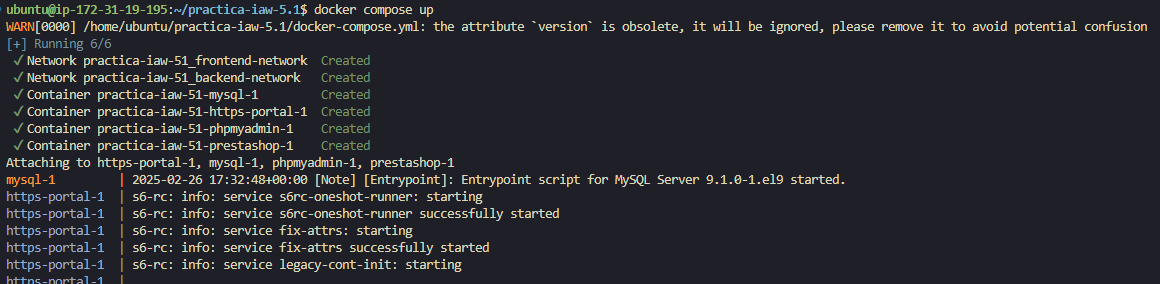 ubuntu@ip-172-31-19-195:~/practica-iaw-5.1$ docker compose up
WARN[0000] /home/ubuntu/practica-iaw-5.1/docker-compose.yml: the attribute `version` is obsolete, it will be ignored, please remove it to avoid potential confusion
[+] Running 6/6
✓ Network practica-iaw-51_frontend-network Created
✓ Network practica-iaw-51_backend-network Created
✓ Container practica-iaw-51-mysql-1 Created
✓ Container practica-iaw-51-https-portal-1 Created
✓ Container practica-iaw-51-phpmyadmin-1 Created
✓ Container practica-iaw-51-prestashop-1 Created
Attaching to https-portal-1, mysql-1, phpmyadmin-1, prestashop-1
mysql-1 | 2025-02-26 17:32:48+00:00 [Note] [Entrypoint]: Entrypoint script for MySQL Server 9.1.0-1.el9 started.
https-portal-1 | s6-rc: info: service s6rc-oneshot-runner: starting
https-portal-1 | s6-rc: info: service s6rc-oneshot-runner successfully started
https-portal-1 | s6-rc: info: service fix-attrs: starting
https-portal-1 | s6-rc: info: service fix-attrs successfully started
https-portal-1 | s6-rc: info: service legacy-cont-init: starting
https-portal-1 |